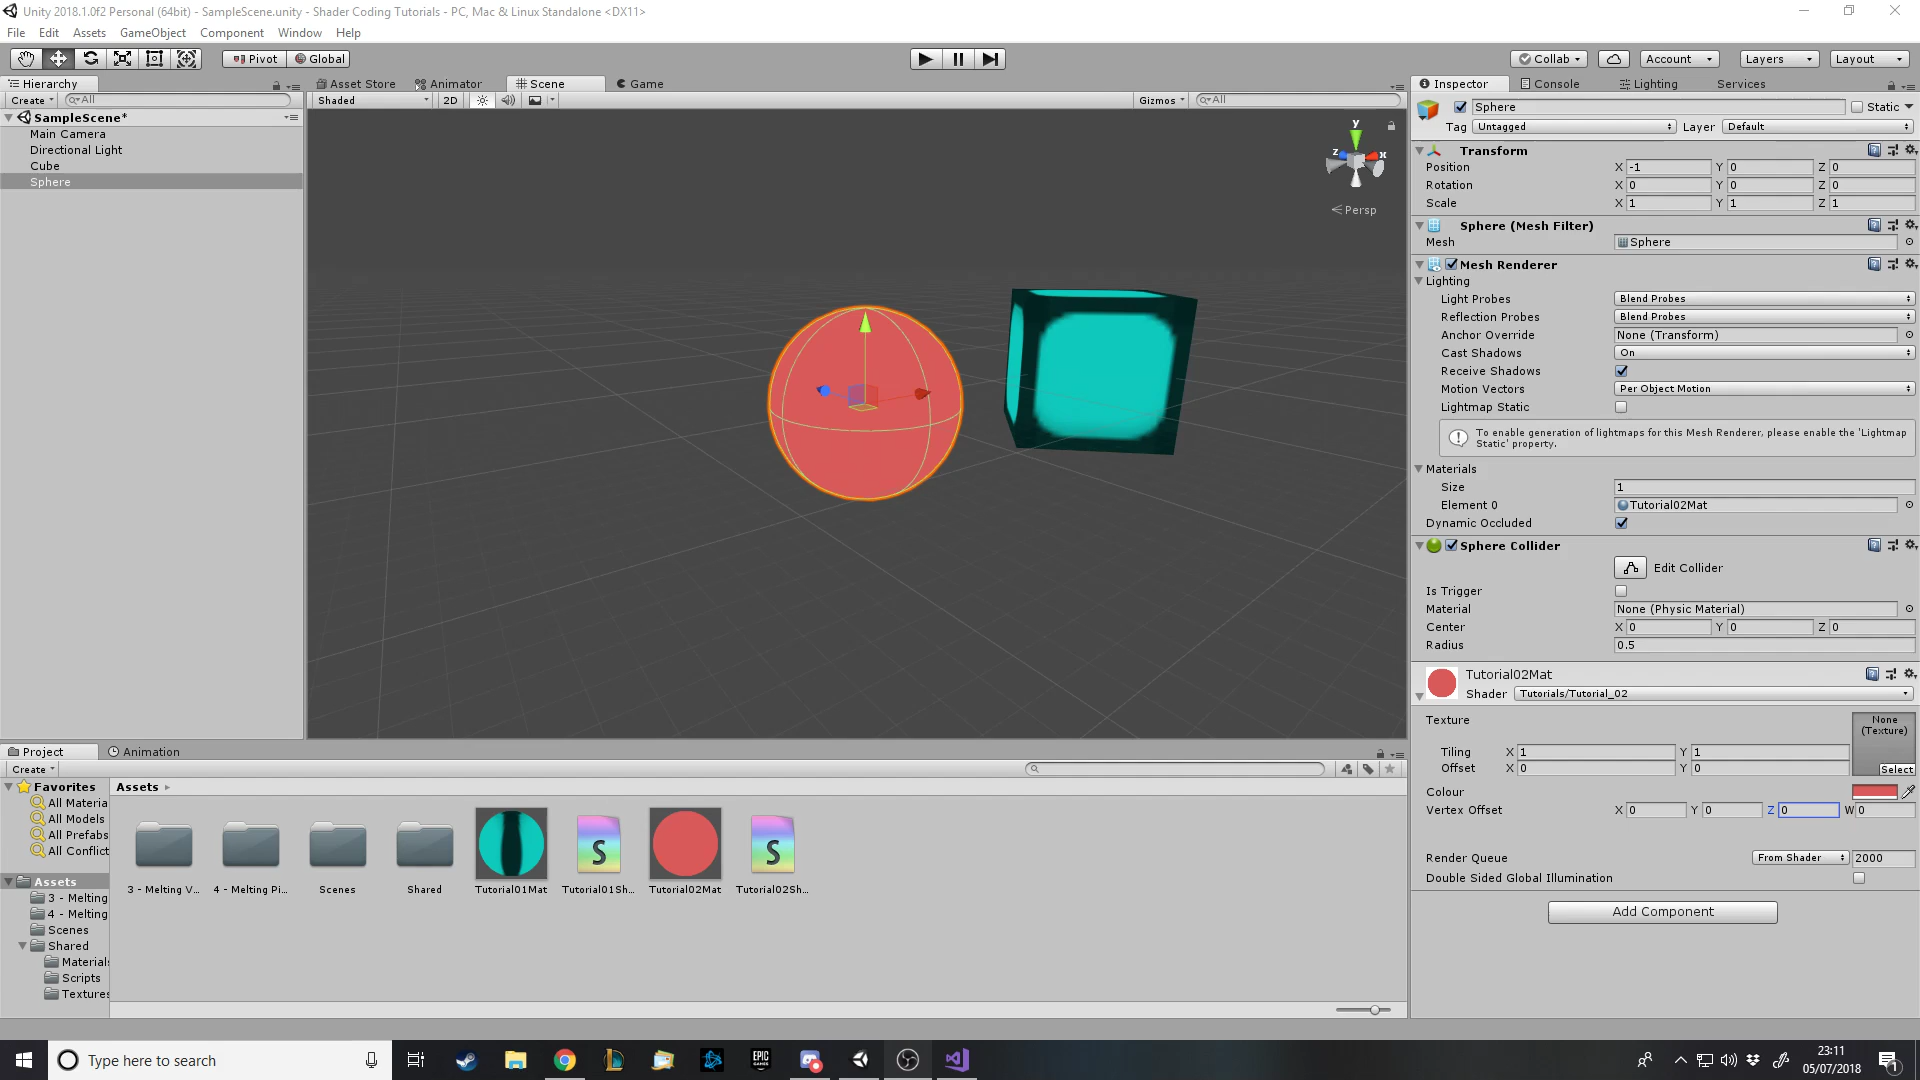 Unity 2018.1.0f2 Personal (64bit) - SampleScene.unity - Shader Coding Tutorials - PC, Mac & Linux Standalone <DX11>
File Edit Assets GameObject Component Window Help
Pivot Global Collab Account Layers Layout
Hierarchy Asset Store Animator Scene Game Inspector Console Lighting Services
Create All Shaded 2D Gizmos All
Sphere Static
SampleScene*
Main Camera
Directional Light
Cube
Sphere
y
z x
Persp
Tag Untagged Layer Default
Transform
Position X -1 Y 0 Z 0
Rotation X 0 Y 0 Z 0
Scale X 1 Y 1 Z 1
Sphere (Mesh Filter)
Mesh Sphere
Mesh Renderer
Lighting
Light Probes Blend Probes
Reflection Probes Blend Probes
Anchor Override None (Transform)
Cast Shadows On
Receive Shadows
Motion Vectors Per Object Motion
Lightmap Static
To enable generation of lightmaps for this Mesh Renderer, please enable the 'Lightmap
Static' property.
Materials
Size 1
Element 0 Tutorial02Mat
Dynamic Occluded
Sphere Collider
Edit Collider
Is Trigger
Material None (Physic Material)
Center X 0 Y 0 Z 0
Radius 0.5
Tutorial02Mat
Shader Tutorials/Tutorial_02
Texture None
(Texture)
Tiling X 1 Y 1
Offset X 0 Y 0 Select
Colour
Vertex Offset X 0 Y 0 Z 0 W 0
Render Queue From Shader 2000
Double Sided Global Illumination
Add Component
Project Animation
Create
Favorites
All Materia
All Models
All Prefabs
All Conflict
Assets
3 - Melting
4 - Melting
Scenes
Shared
Materials
Scripts
Textures
Assets
3 - Melting V... 4 - Melting Pi... Scenes Shared Tutorial01Mat Tutorial01Sh... Tutorial02Mat Tutorial02Sh...
S S
Type here to search
EPIC
GAMES
23:11
05/07/2018
1